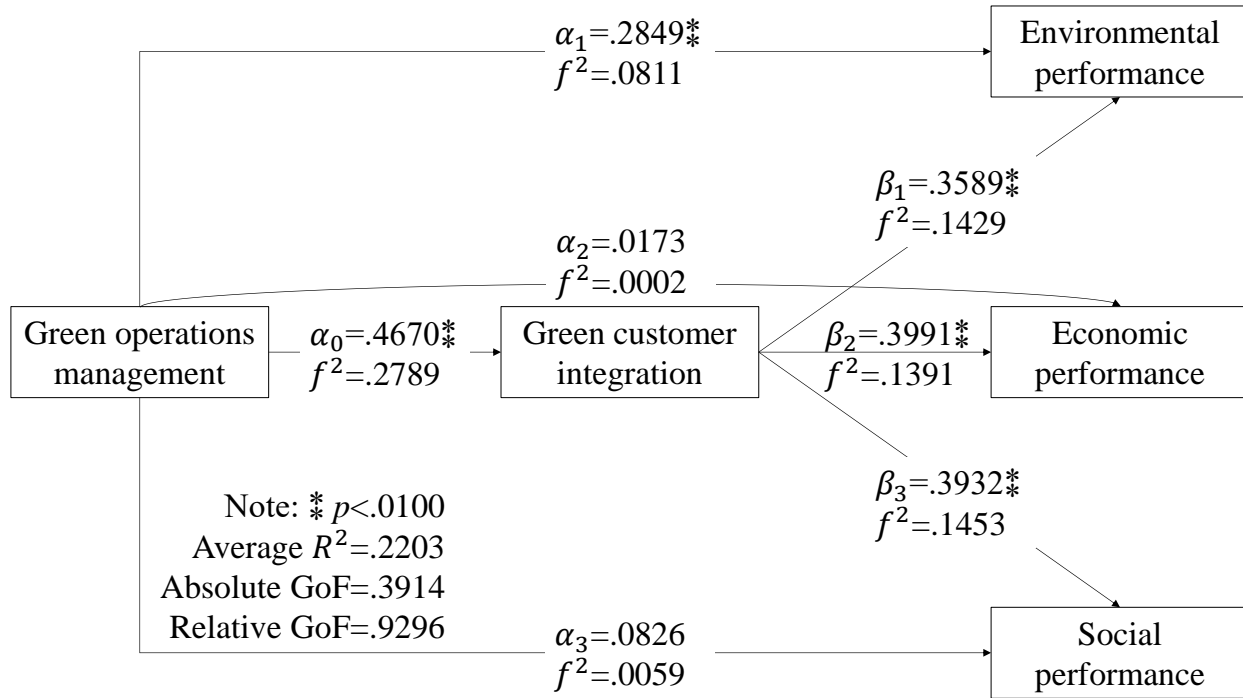 α₁=.2849⁑
f²=.0811
Environmental
performance
β₁=.3589⁑
f²=.1429
α₂=.0173
f²=.0002
Green operations
management
α₀=.4670⁑
f²=.2789
Green customer
integration
β₂=.3991⁑
f²=.1391
Economic
performance
β₃=.3932⁑
f²=.1453
Note: ⁑ p<.0100
Average R²=.2203
Absolute GoF=.3914
Relative GoF=.9296
α₃=.0826
f²=.0059
Social
performance